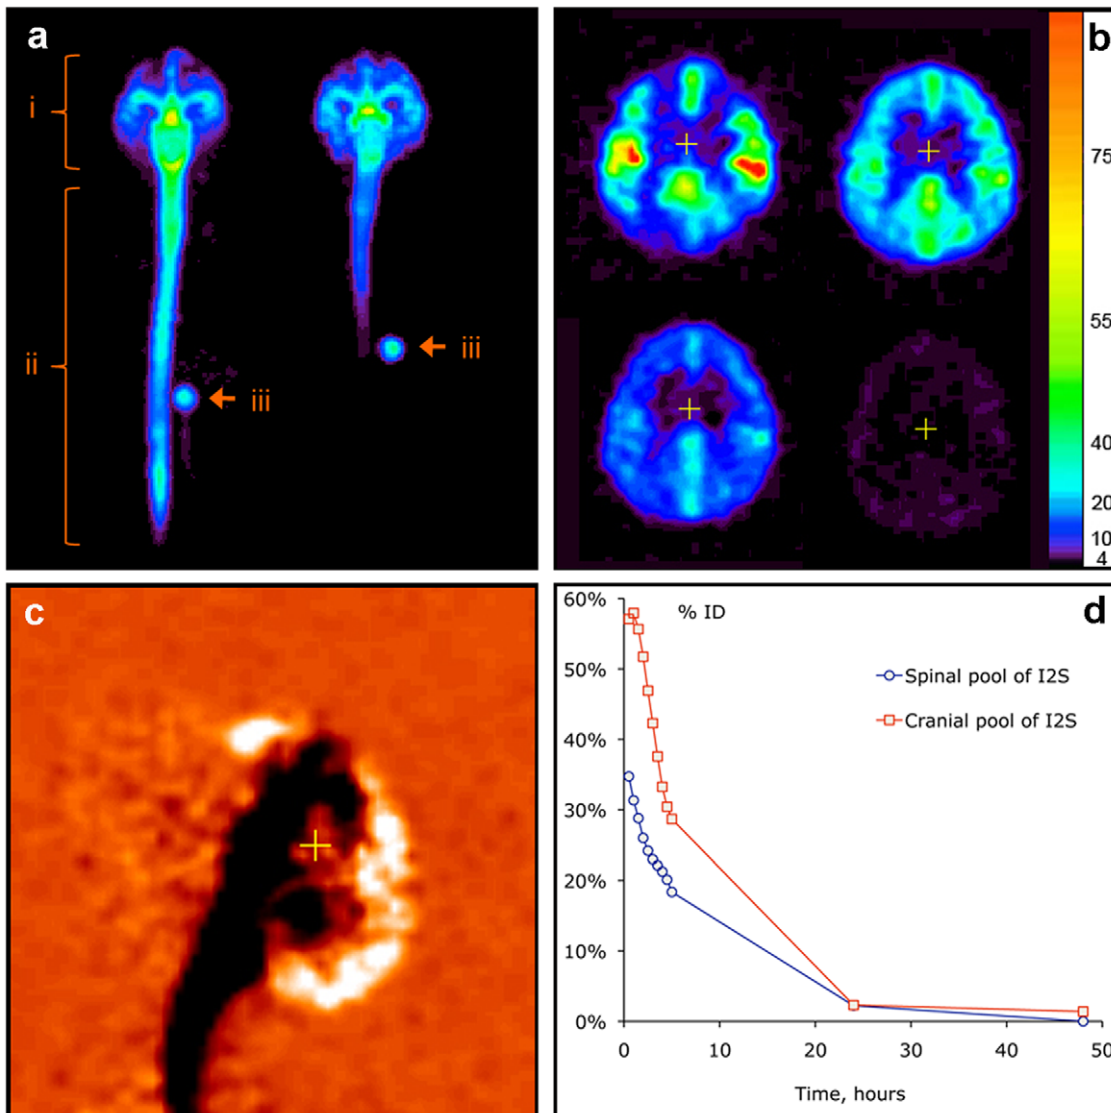 a
i
ii
iii
iii
b
75
55
40
20
10
4
c
d
% ID
60%
50%
40%
30%
20%
10%
0%
Spinal pool of I2S
Cranial pool of I2S
0 10 20 30 40 50
Time, hours